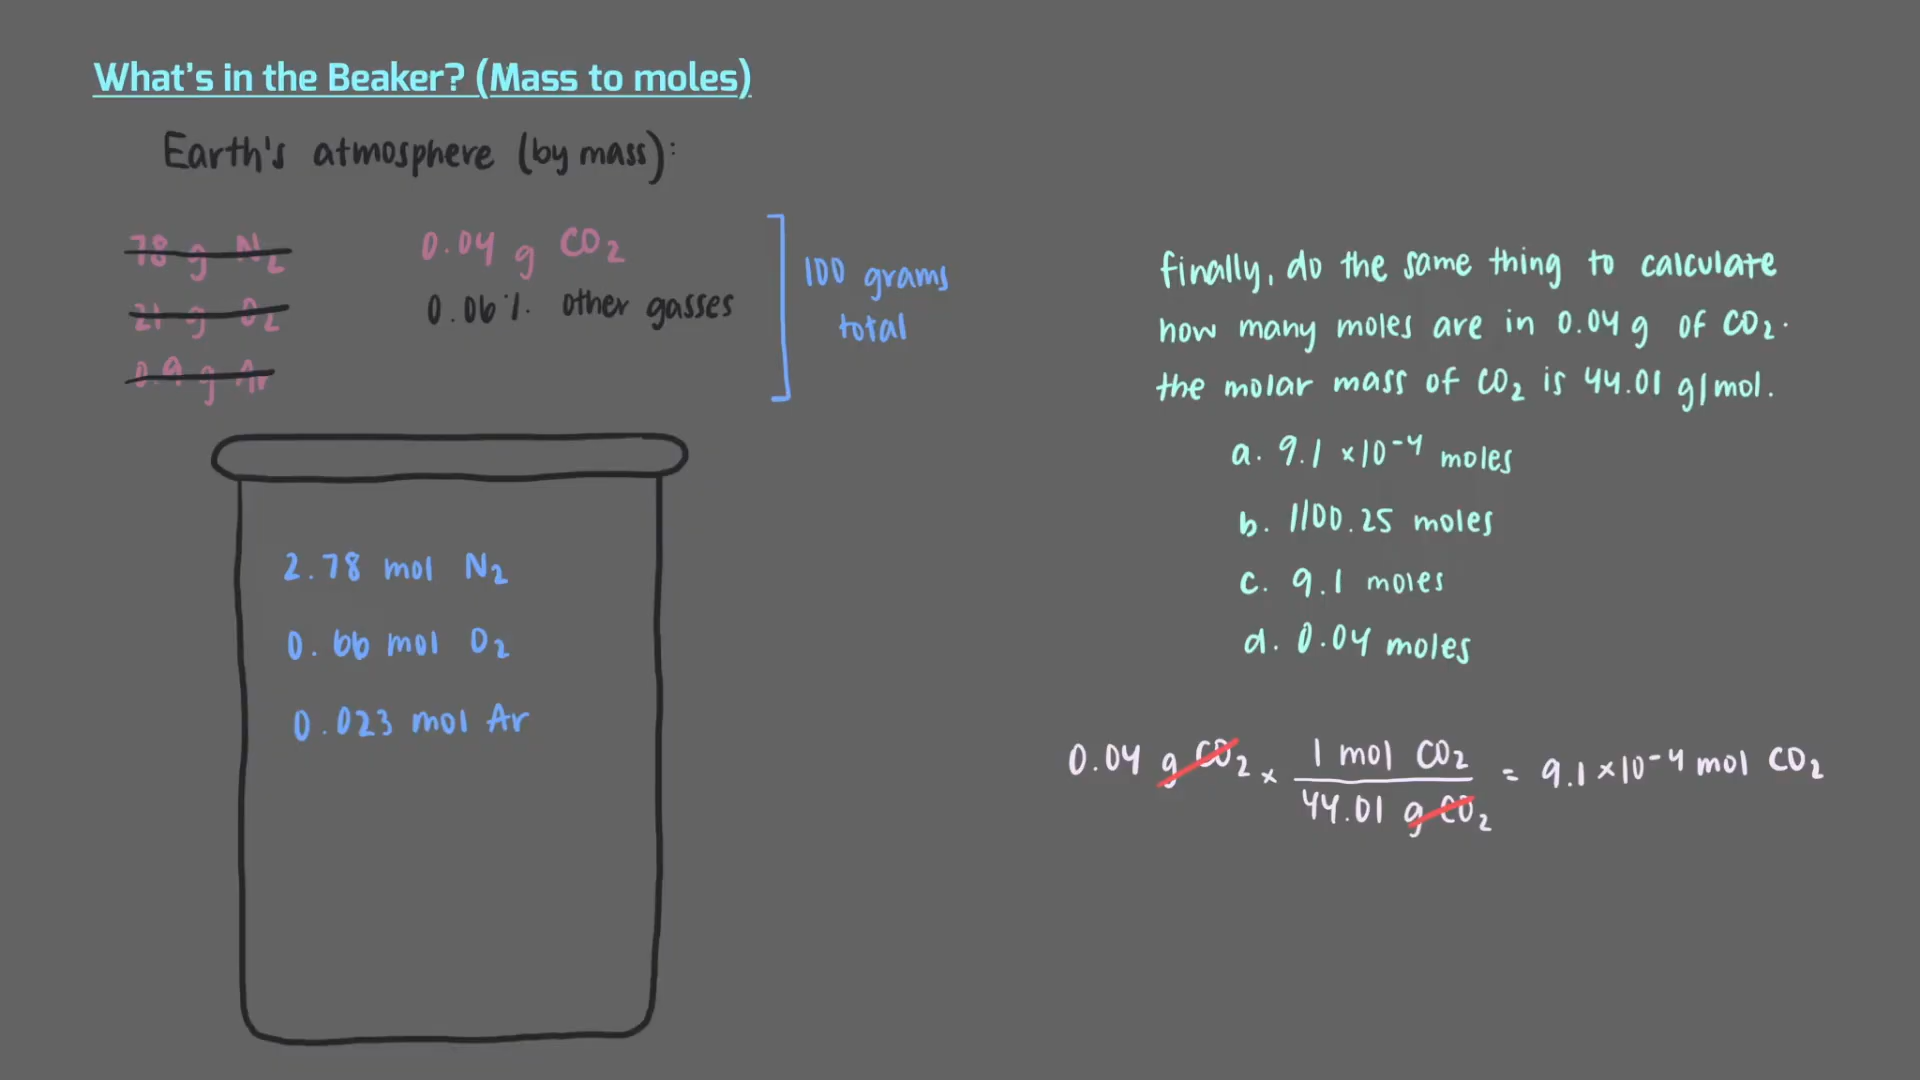 What's in the Beaker? (Mass to moles)
Earth's atmosphere (by mass):
78 g N₂
21 g O₂
0.9 g Ar
0.04 g CO₂
0.06%. other gasses
100 grams
total
2.78 mol N₂
0.66 mol O₂
0.023 mol Ar
finally, do the same thing to calculate
how many moles are in 0.04 g of CO₂.
the molar mass of CO₂ is 44.01 g/mol.
a. 9.1 ×10⁻⁴ moles
b. 1100.25 moles
c. 9.1 moles
d. 0.04 moles
0.04 g CO₂ × 1 mol CO₂ / 44.01 g CO₂ = 9.1 ×10⁻⁴ mol CO₂